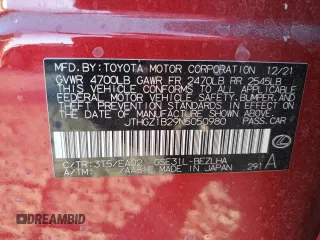 MFD.BY: TOYOTA MOTOR CORPORATION 12/21
GVWR 4700LB GAWR FR 2470LB RR 2545LB
THIS VEHICLE CONFORMS TO ALL APPLICABLE
FEDERAL MOTOR VEHICLE SAFETY, BUMPER, AND
THEFT PREVENTION STANDARDS IN EFFECT ON
THE DATE OF MANUFACTURE SHOWN ABOVE.
JTHGZ1B29N5050980 PASS. CAR
C/TR: 3T5/EA02 GSE31L-BEZLHA
A/TM: MADE IN JAPAN 291 A
© AUTOBIDMASTER